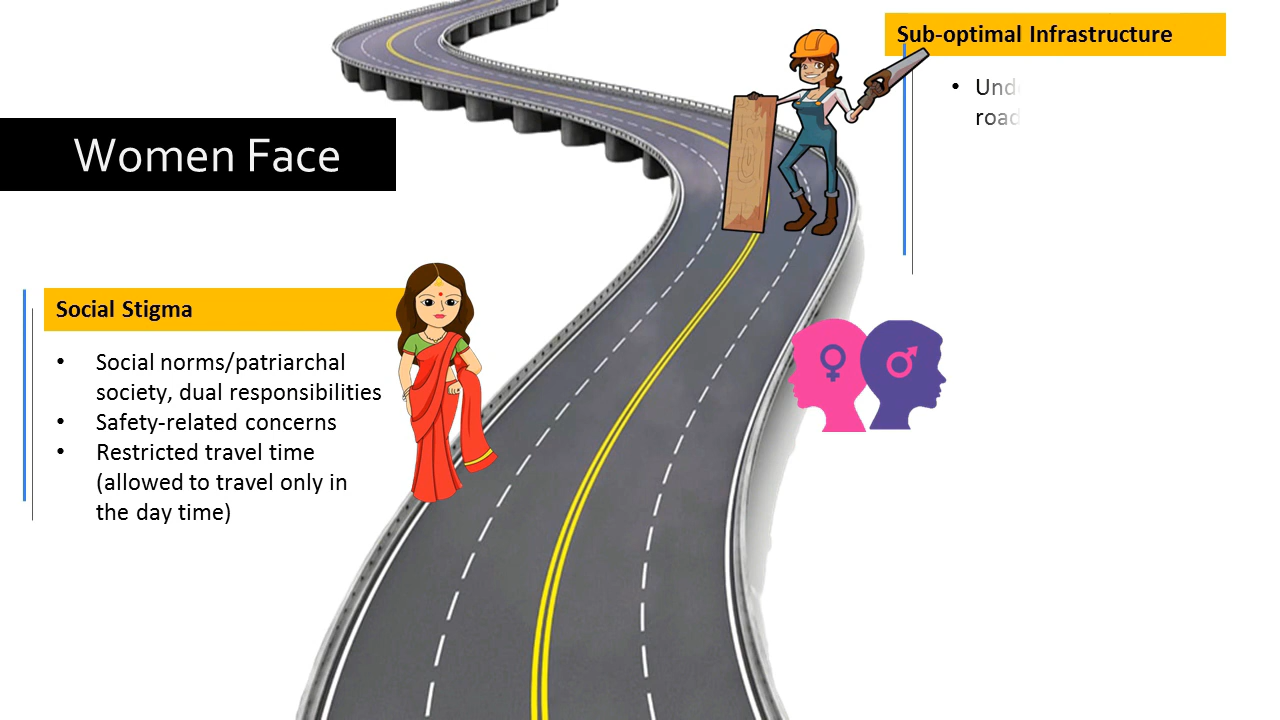 Women Face
Sub-optimal Infrastructure
•
Social Stigma
• Social norms/patriarchal
society, dual responsibilities
• Safety-related concerns
• Restricted travel time
(allowed to travel only in
the day time)